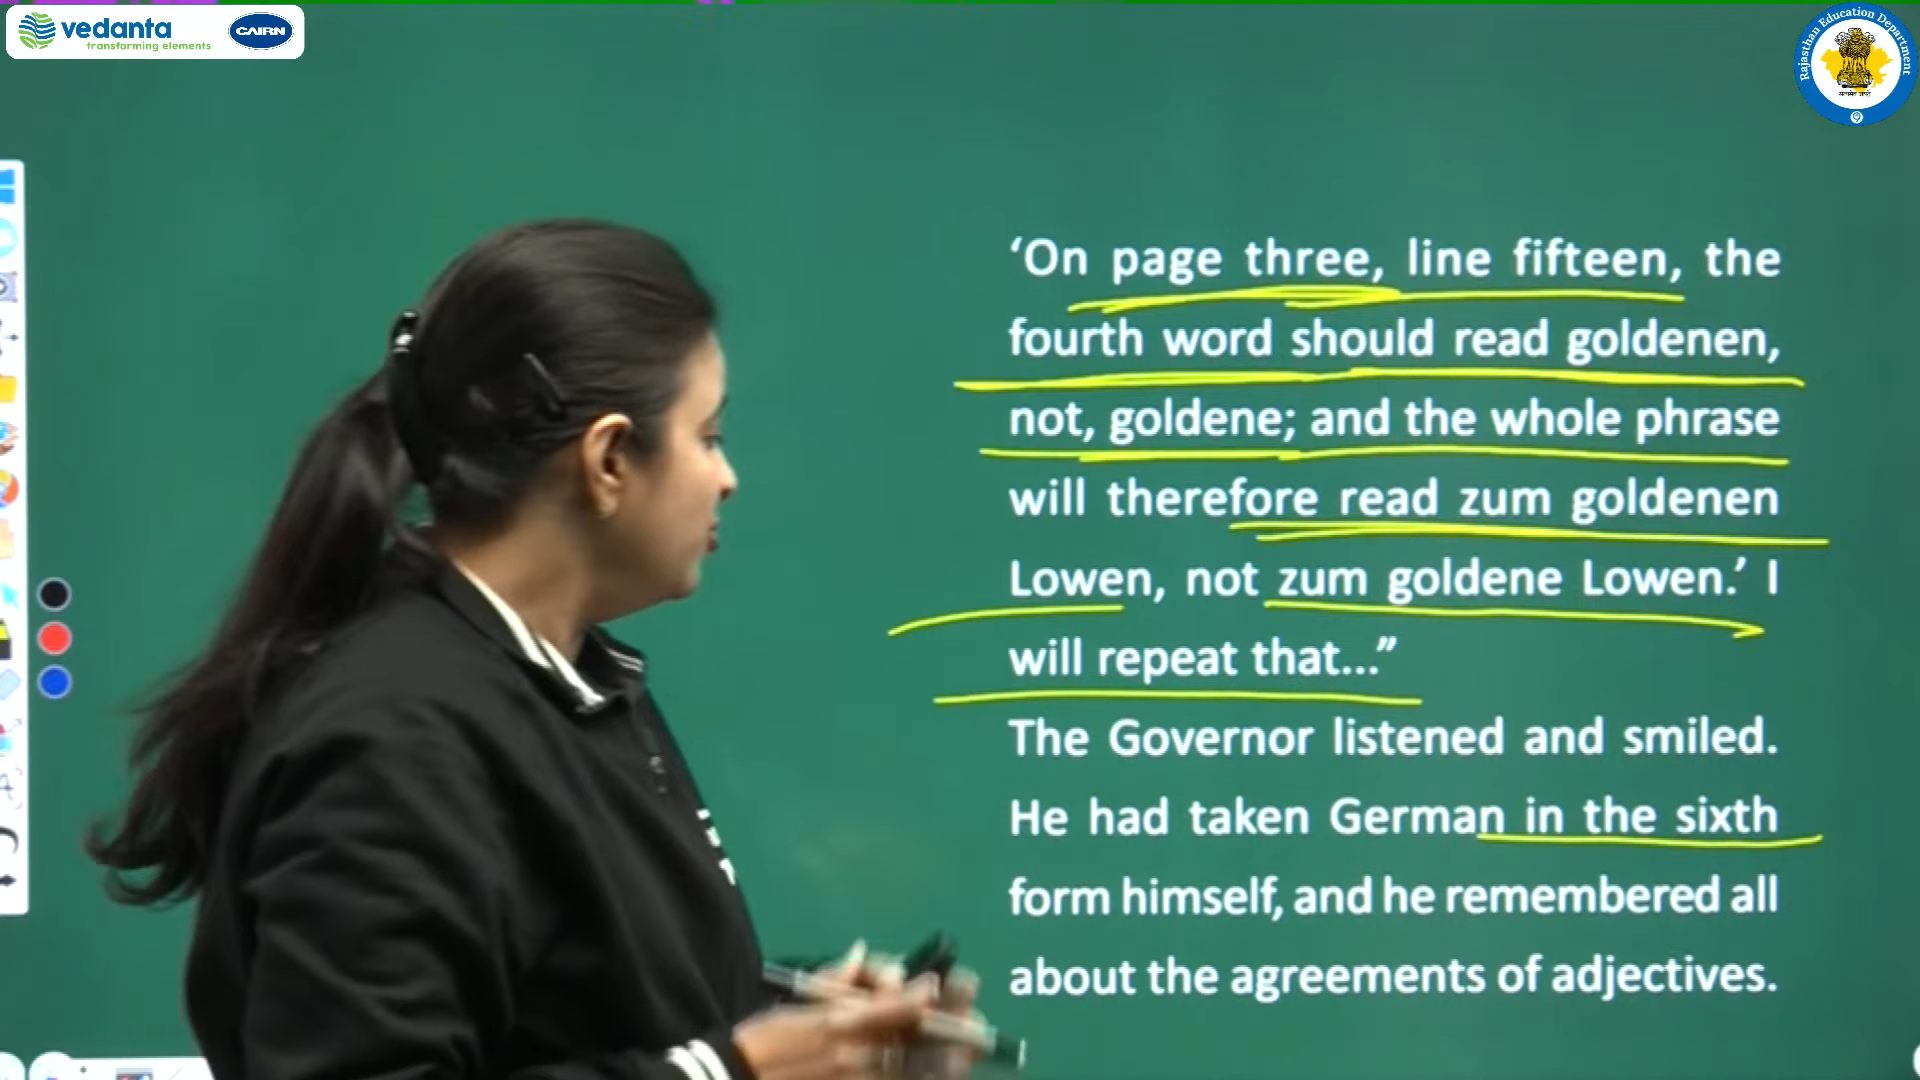 vedanta
transforming elements
CAIRN
Rajasthan Education Department
‘On page three, line fifteen, the
fourth word should read goldenen,
not, goldene; and the whole phrase
will therefore read zum goldenen
Lowen, not zum goldene Lowen.’ I
will repeat that...”
The Governor listened and smiled.
He had taken German in the sixth
form himself, and he remembered all
about the agreements of adjectives.